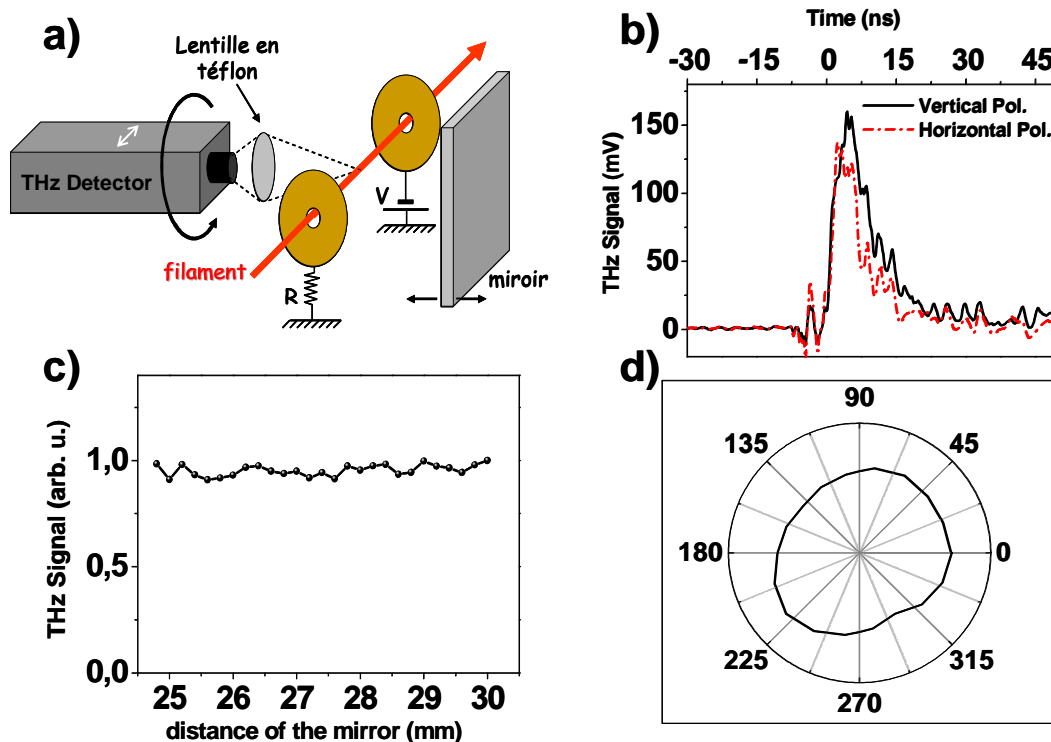 a)
Lentille en
téflon
THz Detector
V
filament
R
miroir
b)
Time (ns)
-30 -15 0 15 30 45
Vertical Pol.
Horizontal Pol.
150
100
50
0
THz Signal (mV)
c)
THz Signal (arb. u.)
1,0
0,5
0,0
25 26 27 28 29 30
distance of the mirror (mm)
d)
90
135 45
180 0
225 315
270